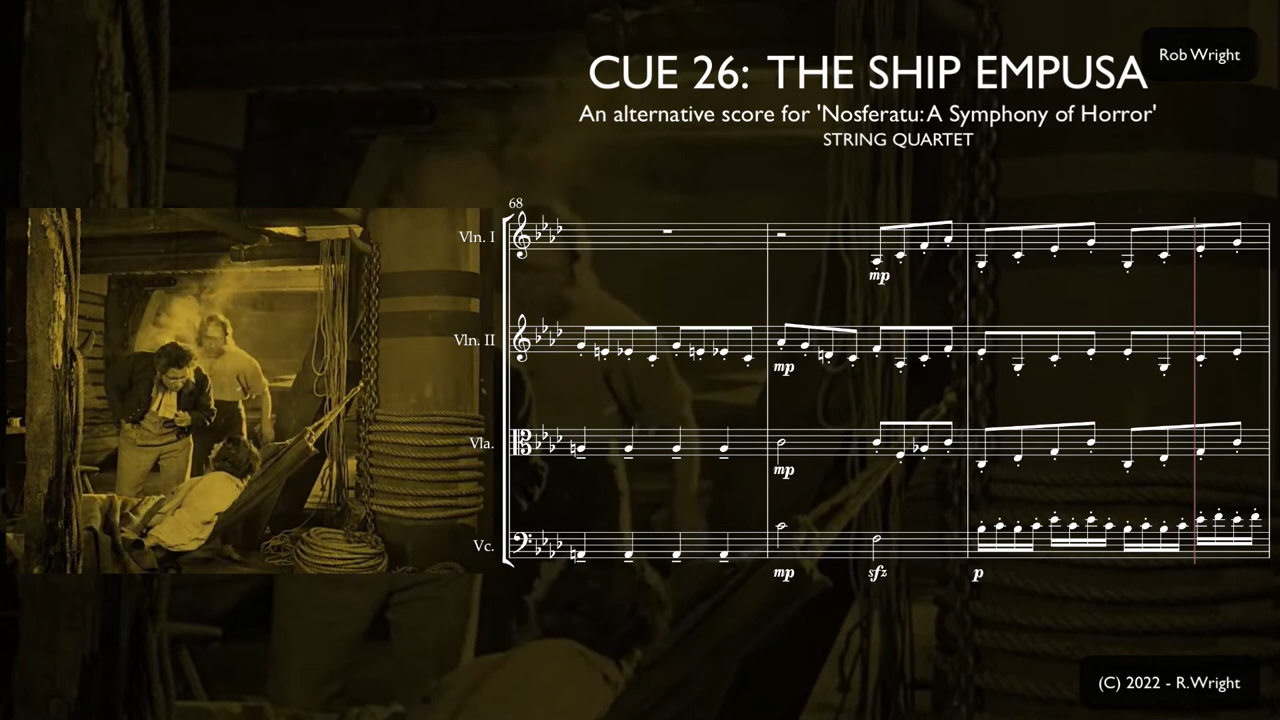 CUE 26: THE SHIP EMPUSA
Rob Wright
An alternative score for 'Nosferatu: A Symphony of Horror'
STRING QUARTET
68
Vln. I
mp
Vln. II
mp
Vla.
mp
Vc.
mp sfz p
(C) 2022 - R.Wright